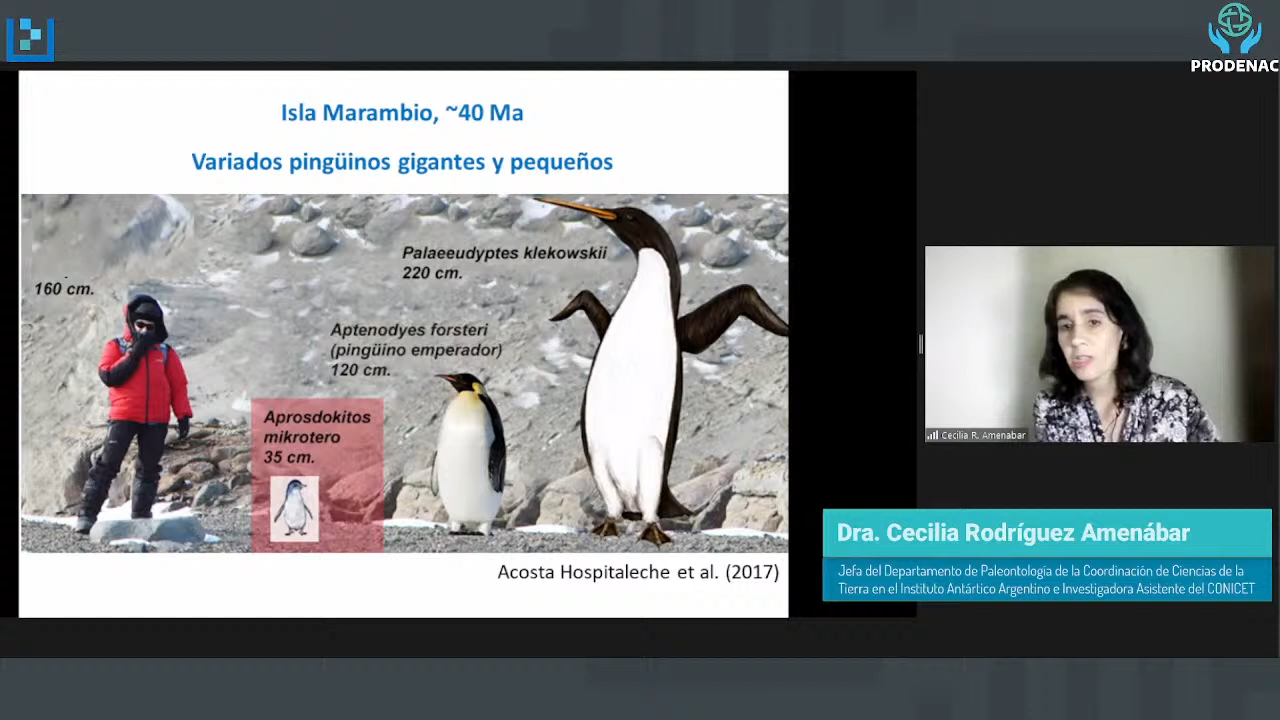 PRODENAC
Isla Marambio, ~40 Ma
Variados pingüinos gigantes y pequeños
160 cm.
Palaeeudyptes klekowskii
220 cm.
Aptenodyes forsteri
(pingüino emperador)
120 cm.
Aprosdokitos
mikrotero
35 cm.
Acosta Hospitaleche et al. (2017)
Cecilia R. Amenabar
Dra. Cecilia Rodríguez Amenábar
Jefa del Departamento de Paleontología de la Coordinación de Ciencias de la
Tierra en el Instituto Antártico Argentino e Investigadora Asistente del CONICET